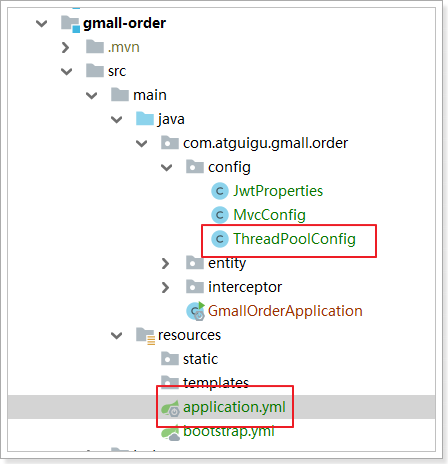 gmall-order
.mvn
src
main
java
com.atguigu.gmall.order
config
JwtProperties
MvcConfig
ThreadPoolConfig
entity
interceptor
GmallOrderApplication
resources
static
templates
application.yml
bootstrap.yml